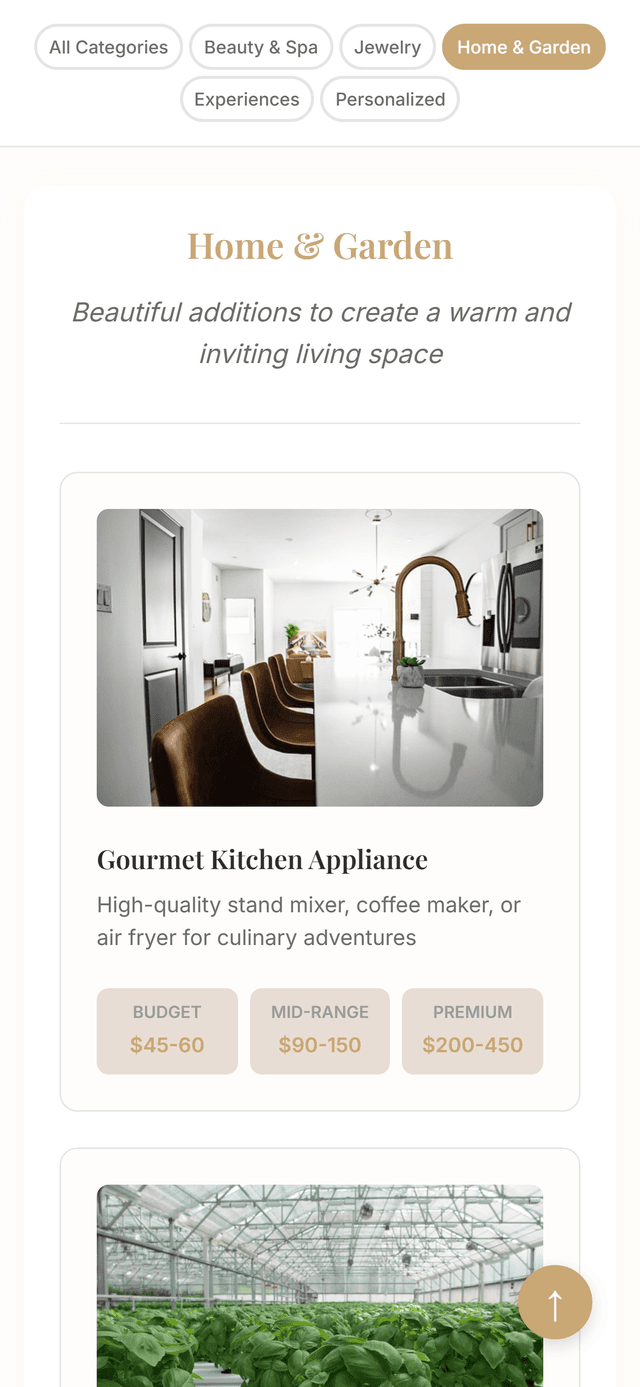 All Categories
Beauty & Spa
Jewelry
Home & Garden
Experiences
Personalized
Home & Garden
Beautiful additions to create a warm and
inviting living space
Gourmet Kitchen Appliance
High-quality stand mixer, coffee maker, or
air fryer for culinary adventures
BUDGET
$45-60
MID-RANGE
$90-150
PREMIUM
$200-450
↑